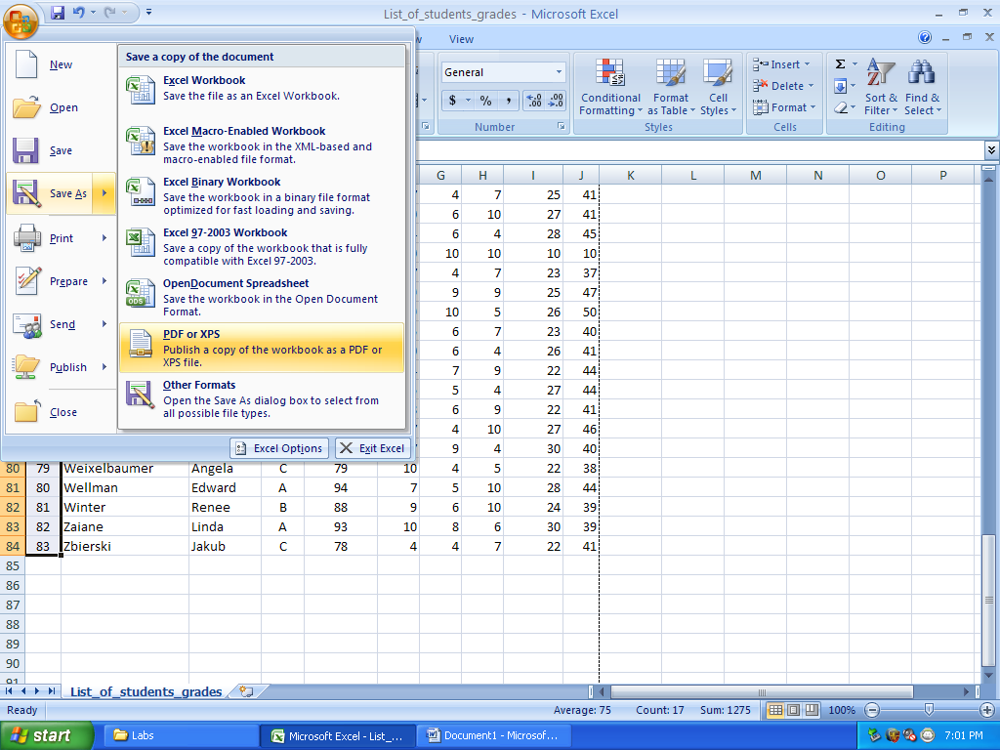 List_of_students_grades - Microsoft Excel
View
New
Open
Save
Save As
Print
Prepare
Send
Publish
Close
Save a copy of the document
Excel Workbook
Save the file as an Excel Workbook.
Excel Macro-Enabled Workbook
Save the workbook in the XML-based and
macro-enabled file format.
Excel Binary Workbook
Save the workbook in a binary file format
optimized for fast loading and saving.
Excel 97-2003 Workbook
Save a copy of the workbook that is fully
compatible with Excel 97-2003.
OpenDocument Spreadsheet
Save the workbook in the Open Document
Format.
PDF or XPS
Publish a copy of the workbook as a PDF or
XPS file.
Other Formats
Open the Save As dialog box to select from
all possible file types.
Excel Options
Exit Excel
General
$ % , .00 .00
Number
Conditional Formatting
Format as Table
Cell Styles
Styles
Insert
Delete
Format
Cells
Σ
Sort & Filter
Find & Select
Editing
G H I J K L M N O P
4 7 25 41
6 10 27 41
6 4 28 45
10 10 10 10
4 7 23 37
9 9 25 47
10 5 26 50
6 7 23 40
6 4 26 41
7 9 22 44
5 4 27 44
6 9 22 41
4 10 27 46
9 4 30 40
80 79 Weixelbaumer Angela C 79 10 4 5 22 38
81 80 Wellman Edward A 94 7 5 10 28 44
82 81 Winter Renee B 88 9 6 10 24 39
83 82 Zaiane Linda A 93 10 8 6 30 39
84 83 Zbierski Jakub C 78 4 4 7 22 41
85
86
87
88
89
90
91
List_of_students_grades
Ready
Average: 75 Count: 17 Sum: 1275 100%
start
Labs
Microsoft Excel - List_...
Document1 - Microsof...
7:01 PM